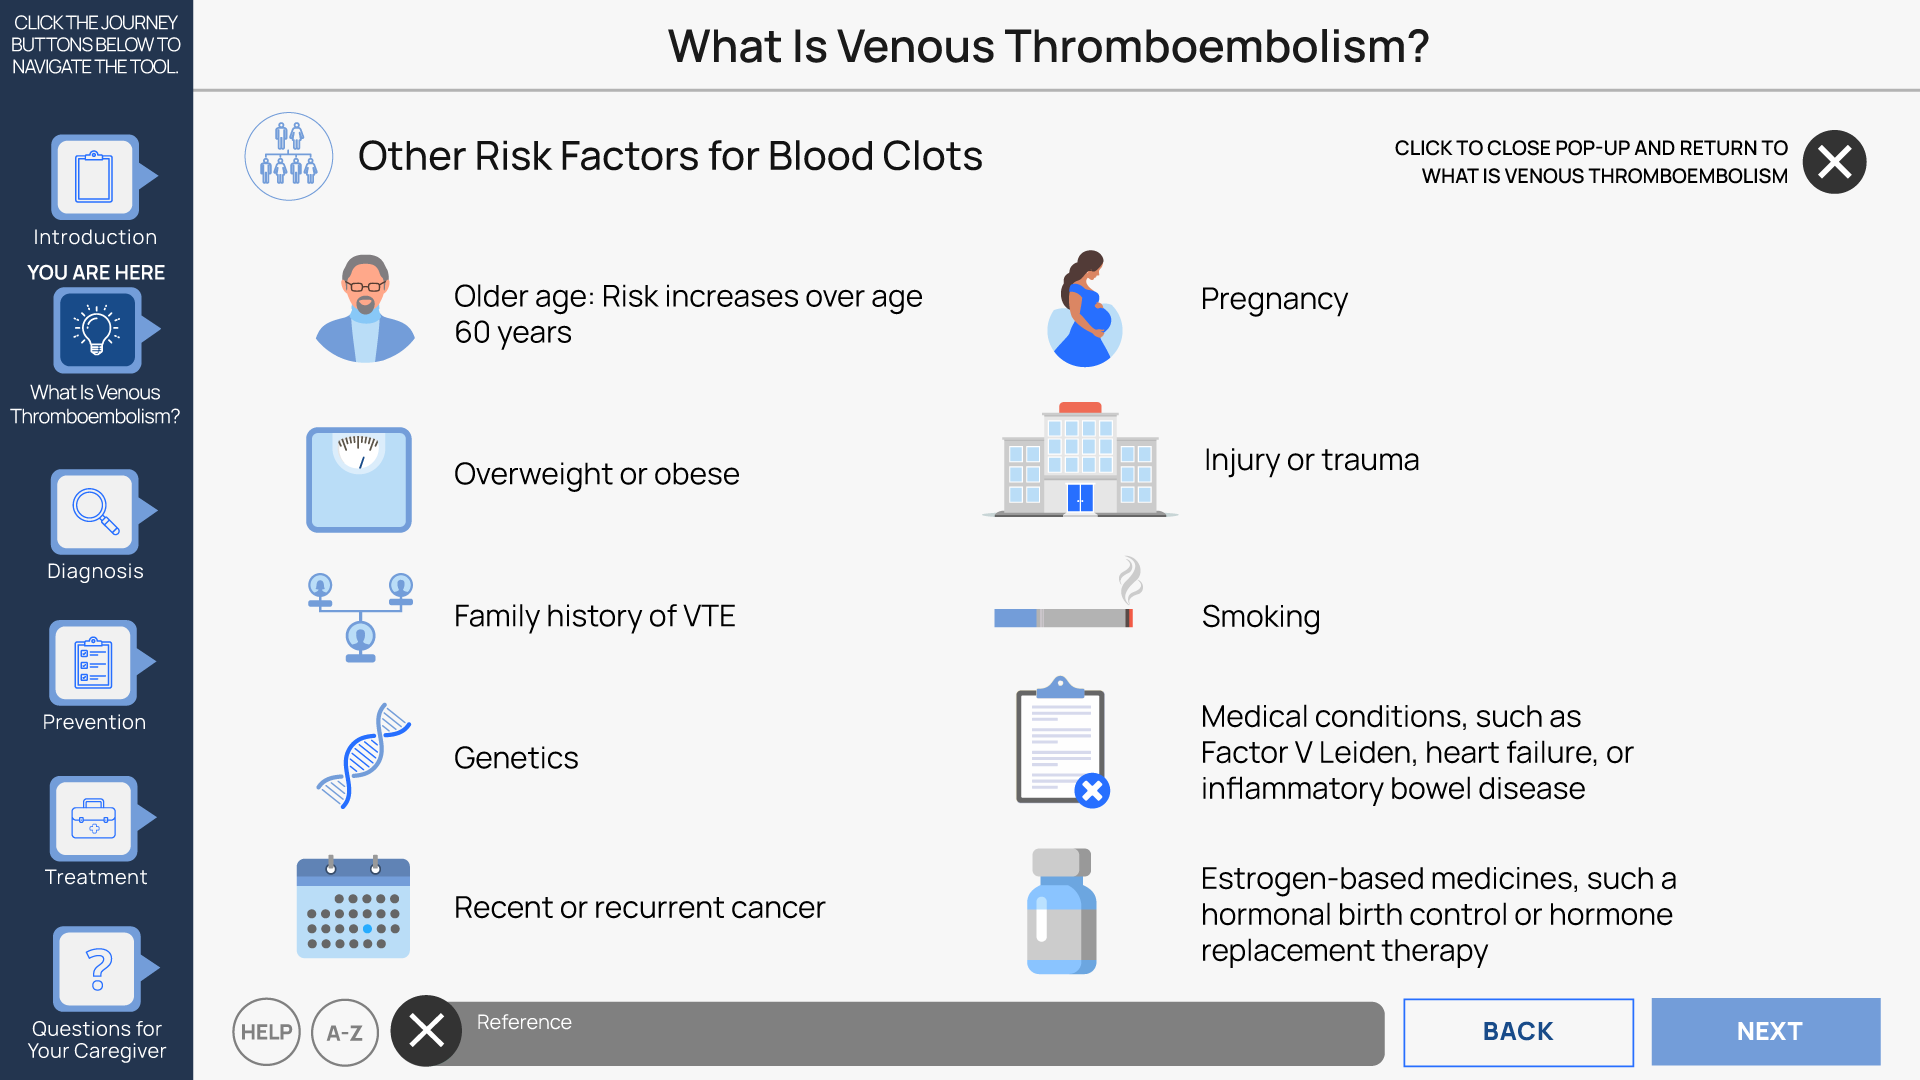 CLICK THE JOURNEY
BUTTONS BELOW TO
NAVIGATE THE TOOL.
Introduction
YOU ARE HERE
What Is Venous
Thromboembolism?
Diagnosis
Prevention
Treatment
Questions for
Your Caregiver
What Is Venous Thromboembolism?
Other Risk Factors for Blood Clots
CLICK TO CLOSE POP-UP AND RETURN TO
WHAT IS VENOUS THROMBOEMBOLISM
Older age: Risk increases over age
60 years
Overweight or obese
Family history of VTE
Genetics
Recent or recurrent cancer
Pregnancy
Injury or trauma
Smoking
Medical conditions, such as
Factor V Leiden, heart failure, or
inflammatory bowel disease
Estrogen-based medicines, such a
hormonal birth control or hormone
replacement therapy
HELP
A-Z
Reference
BACK
NEXT